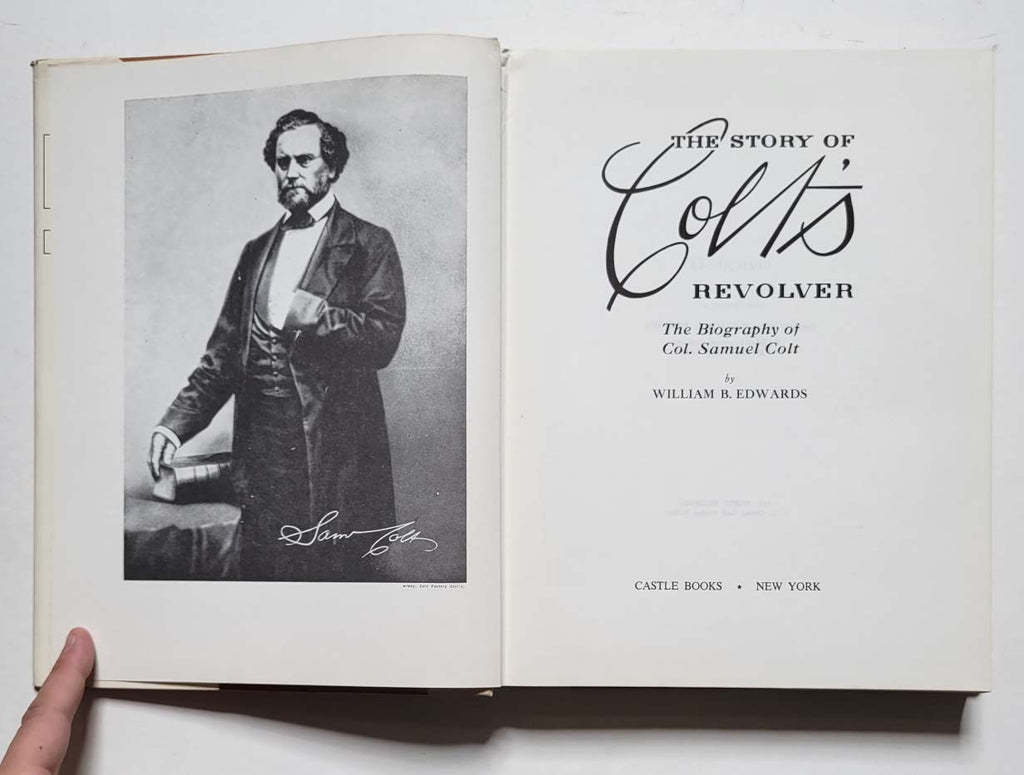 Sam Colt
THE STORY OF
Colt's
REVOLVER
The Biography of
Col. Samuel Colt
by
WILLIAM B. EDWARDS
CASTLE BOOKS ★ NEW YORK